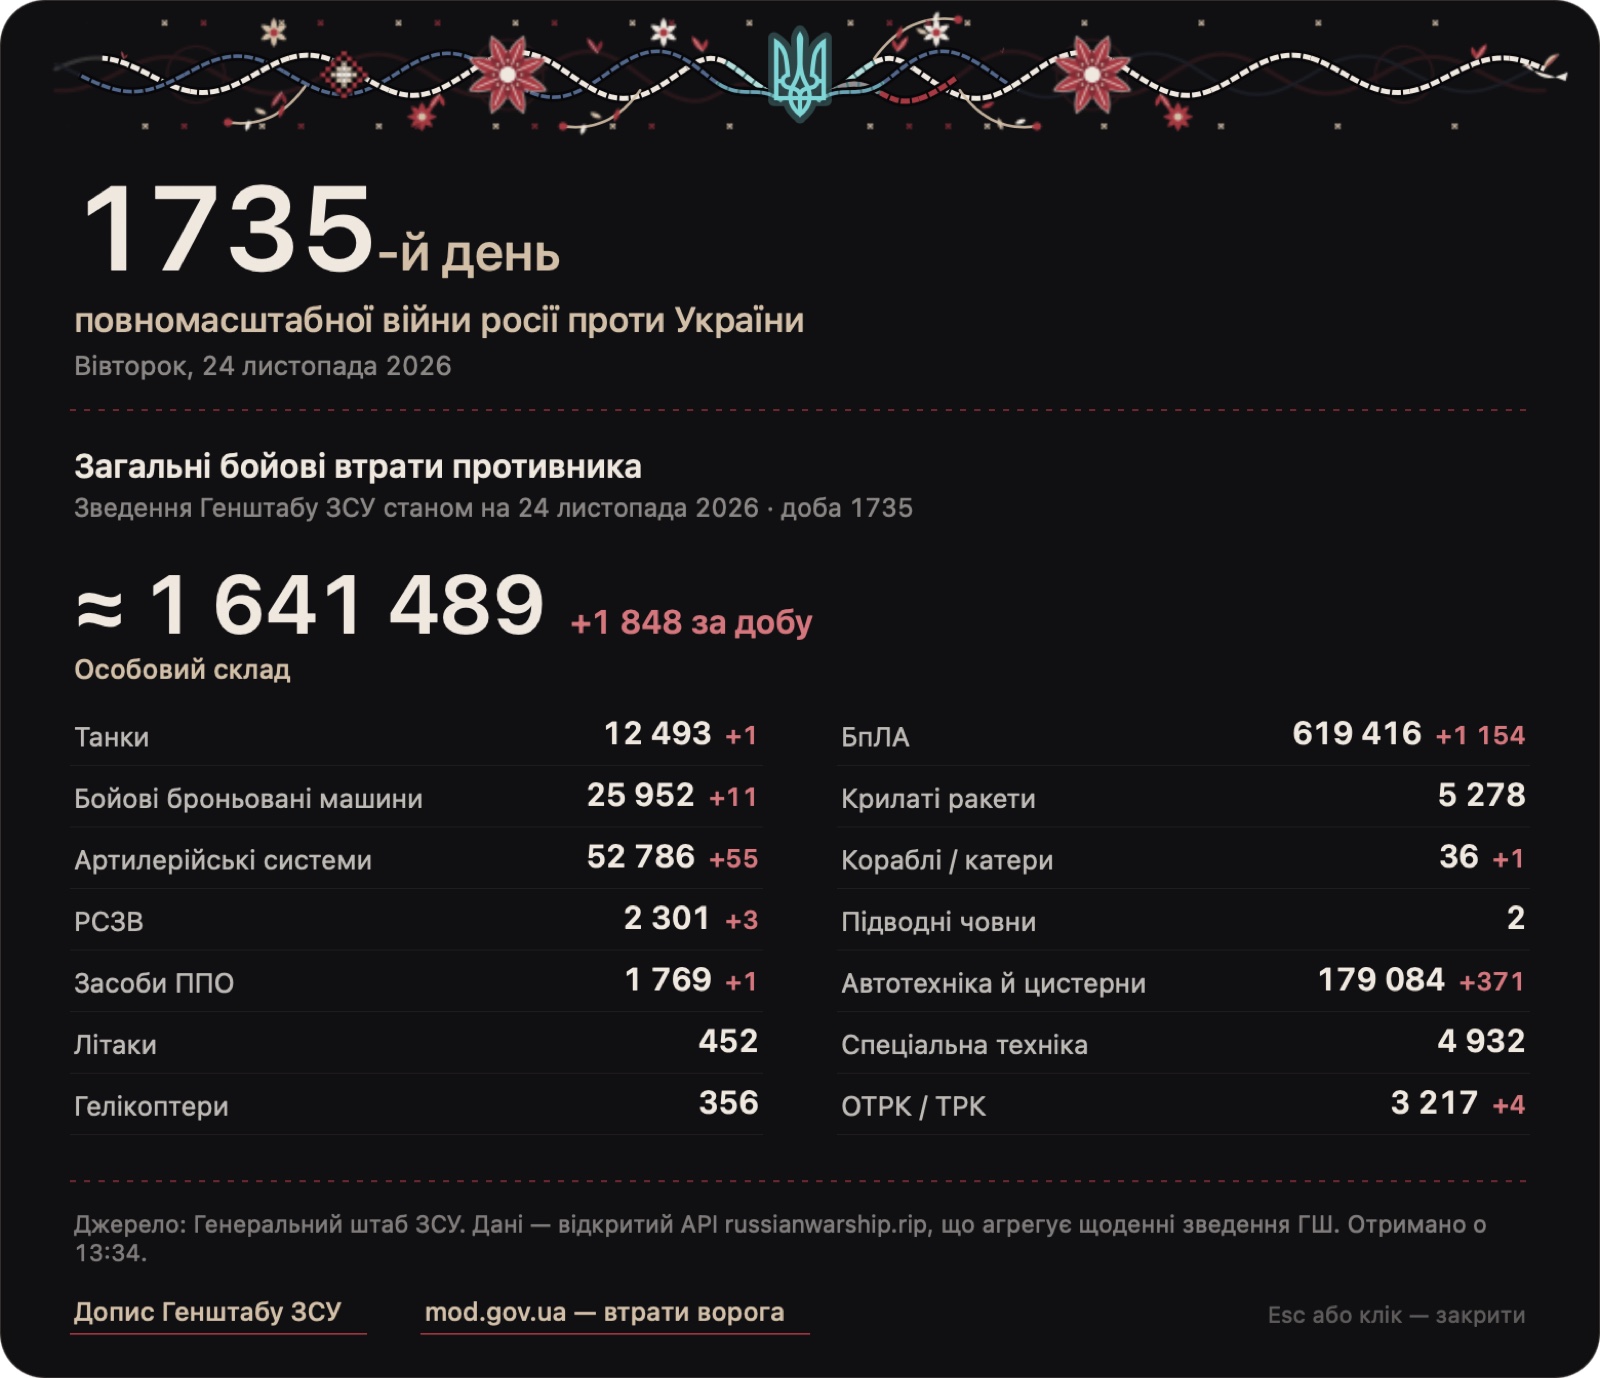 1735-й день
повномасштабної війни росії проти України
Вівторок, 24 листопада 2026
Загальні бойові втрати противника
Зведення Генштабу ЗСУ станом на 24 листопада 2026 · доба 1735
≈ 1 641 489 +1 848 за добу
Особовий склад
Танки 12 493 +1
Бойові броньовані машини 25 952 +11
Артилерійські системи 52 786 +55
РСЗВ 2 301 +3
Засоби ППО 1 769 +1
Літаки 452
Гелікоптери 356
БпЛА 619 416 +1 154
Крилаті ракети 5 278
Кораблі / катери 36 +1
Підводні човни 2
Автотехніка й цистерни 179 084 +371
Спеціальна техніка 4 932
ОТРК / ТРК 3 217 +4
Джерело: Генеральний штаб ЗСУ. Дані — відкритий API russianwarship.rip, що агрегує щоденні зведення ГШ. Отримано о
13:34.
Допис Генштабу ЗСУ mod.gov.ua — втрати ворога Esc або клік — закрити